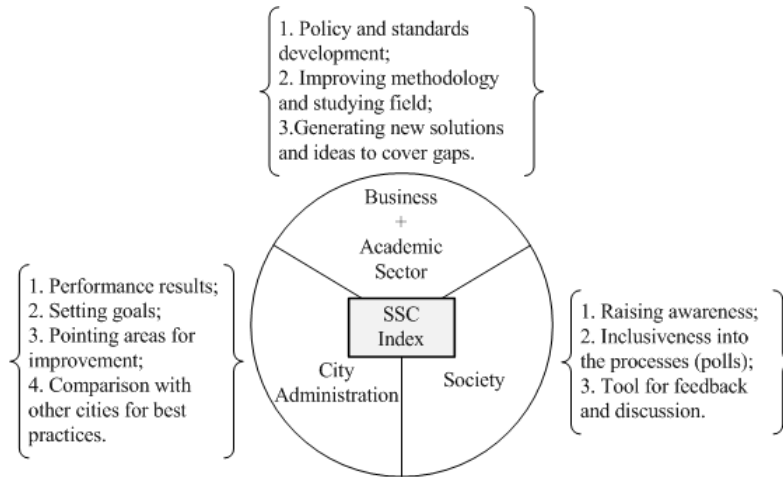 1. Policy and standards
development;
2. Improving methodology
and studying field;
3.Generating new solutions
and ideas to cover gaps.
Business
+
Academic
Sector
1. Performance results;
2. Setting goals;
3. Pointing areas for
improvement;
4. Comparison with
other cities for best
practices.
SSC
Index
City
Administration
Society
1. Raising awareness;
2. Inclusiveness into
the processes (polls);
3. Tool for feedback
and discussion.